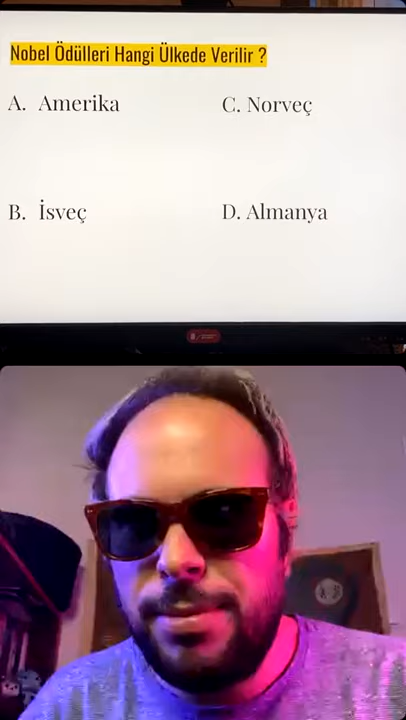 Nobel Ödülleri Hangi Ülkede Verilir ?
A. Amerika
C. Norveç
B. İsveç
D. Almanya